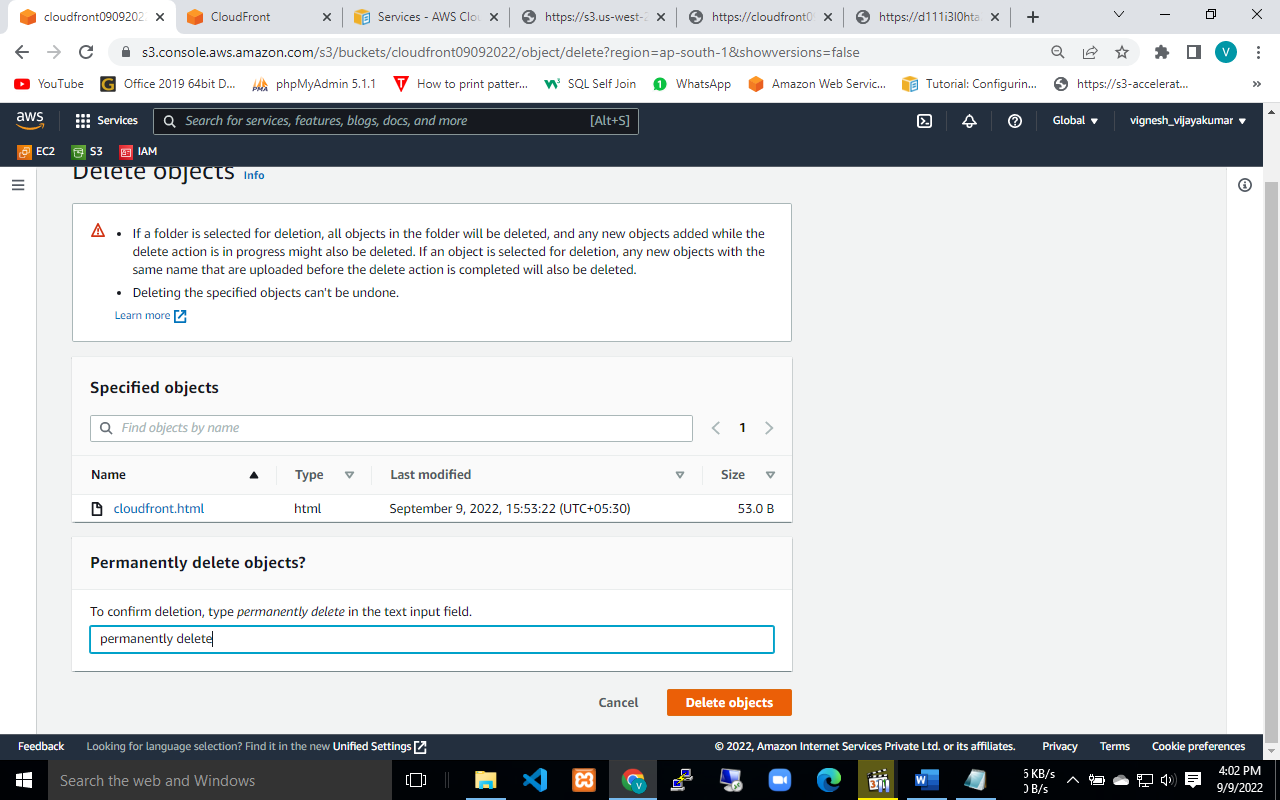 cloudfront0909202
CloudFront
Services - AWS Clou
https://s3.us-west-2
https://cloudfront09
https://d111i3l0hta
s3.console.aws.amazon.com/s3/buckets/cloudfront09092022/object/delete?region=ap-south-1&showversions=false
V
YouTube
Office 2019 64bit D...
phpMyAdmin 5.1.1
How to print patter...
SQL Self Join
WhatsApp
Amazon Web Servic...
Tutorial: Configurin...
https://s3-accelerat...
»
aws
Services
Search for services, features, blogs, docs, and more
[Alt+S]
Global
vignesh_vijayakumar
EC2
S3
IAM
Delete objects Info
• If a folder is selected for deletion, all objects in the folder will be deleted, and any new objects added while the
delete action is in progress might also be deleted. If an object is selected for deletion, any new objects with the
same name that are uploaded before the delete action is completed will also be deleted.
• Deleting the specified objects can't be undone.
Learn more
Specified objects
Find objects by name
1
Name Type Last modified Size
cloudfront.html html September 9, 2022, 15:53:22 (UTC+05:30) 53.0 B
Permanently delete objects?
To confirm deletion, type permanently delete in the text input field.
permanently delete
Cancel
Delete objects
Feedback
Looking for language selection? Find it in the new Unified Settings
© 2022, Amazon Internet Services Private Ltd. or its affiliates.
Privacy
Terms
Cookie preferences
Search the web and Windows
KB/s
B/s
4:02 PM
9/9/2022